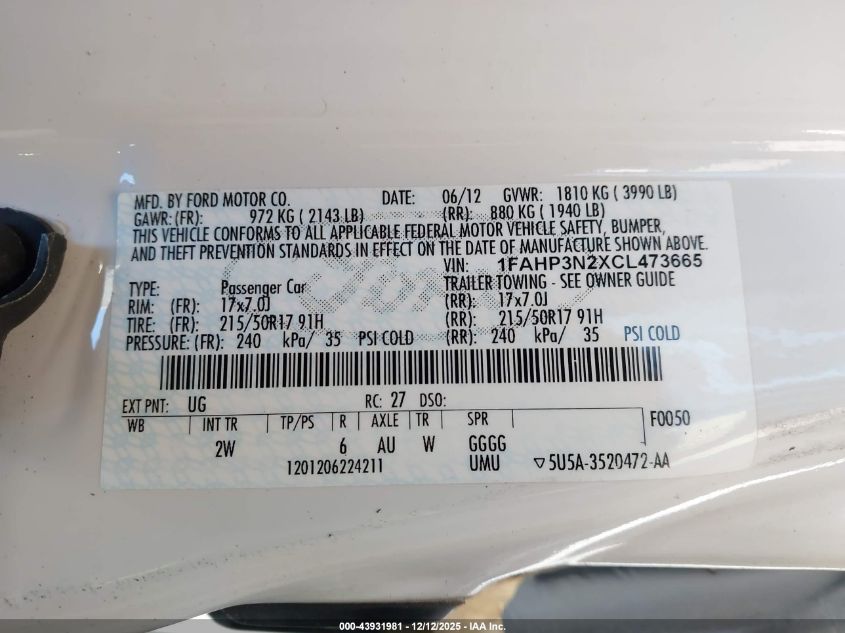 MFD. BY FORD MOTOR CO. DATE: 06/12 GVWR: 1810 KG ( 3990 LB)
GAWR: (FR): 972 KG ( 2143 LB) (RR): 880 KG ( 1940 LB)
THIS VEHICLE CONFORMS TO ALL APPLICABLE FEDERAL MOTOR VEHICLE SAFETY, BUMPER,
AND THEFT PREVENTION STANDARDS IN EFFECT ON THE DATE OF MANUFACTURE SHOWN ABOVE.
VIN: 1FAHP3N2XCL473665
TYPE: Passenger Car TRAILER TOWING - SEE OWNER GUIDE
RIM: (FR): 17x7.0J (RR): 17x7.0J
TIRE: (FR): 215/50R17 91H (RR): 215/50R17 91H
PRESSURE: (FR): 240 kPa/ 35 PSI COLD (RR): 240 kPa/ 35 PSI COLD
EXT PNT: UG RC: 27 DSO:
WB INT TR TP/PS R AXLE TR SPR F0050
2W 6 AU W GGGG
1201206224211 UMU ▽5U5A-3520472-AA
000-43931981 - 12/12/2025 - IAA Inc.